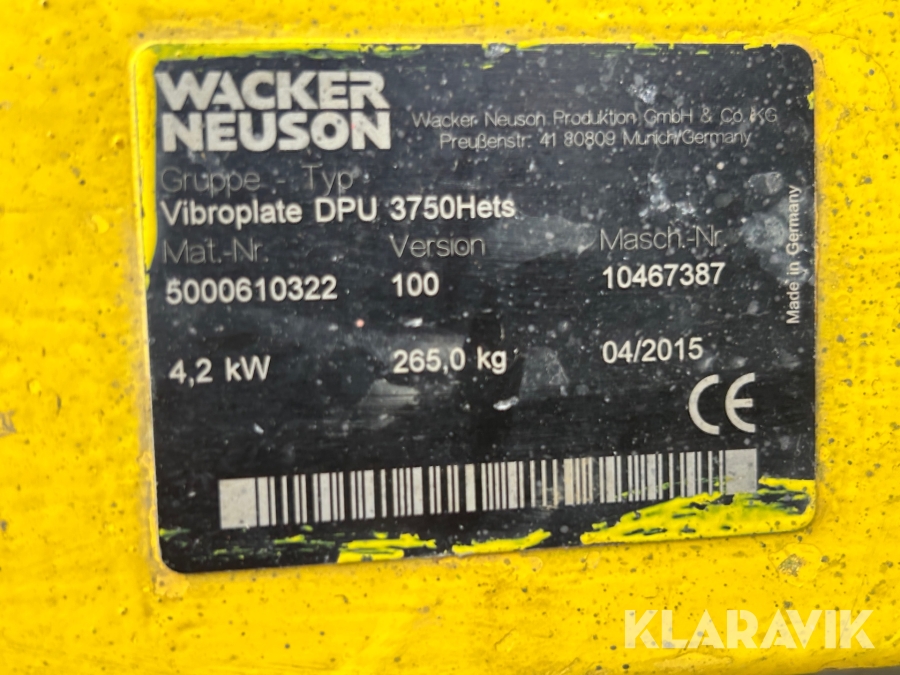 WACKER
NEUSON
Wacker Neuson Produktion GmbH & Co. KG
Preußenstr. 41 80809 Munich/Germany
Gruppe - Typ
Vibroplate DPU 3750Hets
Mat.-Nr. Version Masch.-Nr.
5000610322 100 10467387
4,2 kW 265,0 kg 04/2015
Made in Germany
CE
KLARAVIK